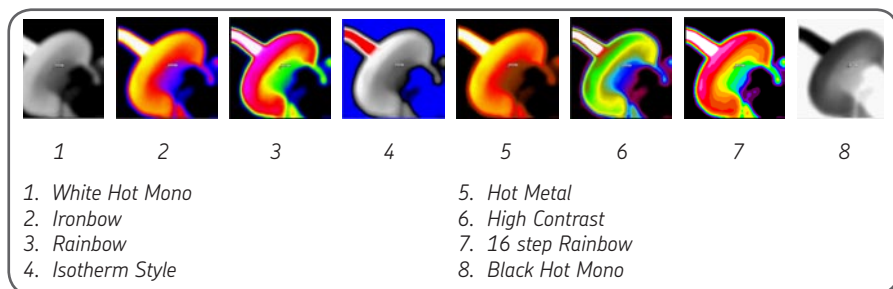 1 2 3 4 5 6 7 8
1. White Hot Mono
2. Ironbow
3. Rainbow
4. Isotherm Style
5. Hot Metal
6. High Contrast
7. 16 step Rainbow
8. Black Hot Mono